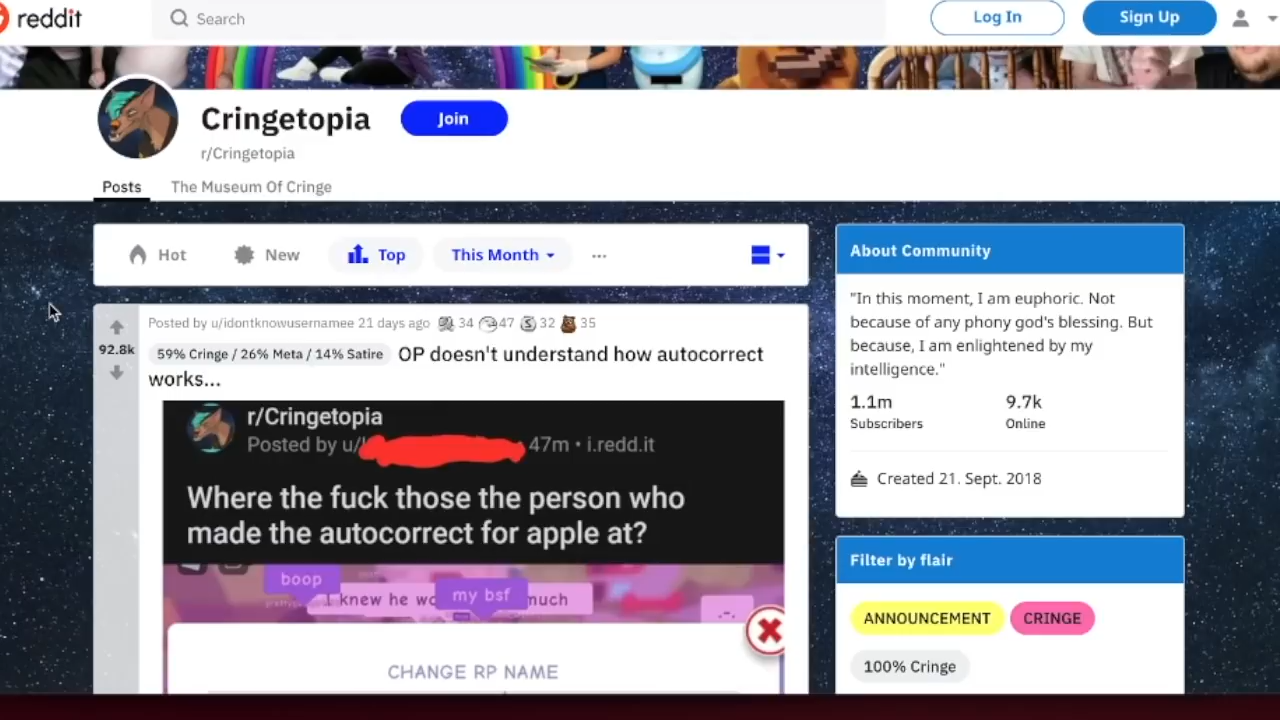 reddit
Search
Log In
Sign Up
Cringetopia
Join
r/Cringetopia
Posts
The Museum Of Cringe
Hot
New
Top
This Month
...
Posted by u/idontknowusernamee 21 days ago 34 47 32 35
92.8k
59% Cringe / 26% Meta / 14% Satire OP doesn't understand how autocorrect
works...
r/Cringetopia
Posted by u/ 47m • i.redd.it
Where the fuck those the person who
made the autocorrect for apple at?
boop
my bsf
knew he much
CHANGE RP NAME
About Community
"In this moment, I am euphoric. Not
because of any phony god's blessing. But
because, I am enlightened by my
intelligence."
1.1m
9.7k
Subscribers
Online
Created 21. Sept. 2018
Filter by flair
ANNOUNCEMENT
CRINGE
100% Cringe